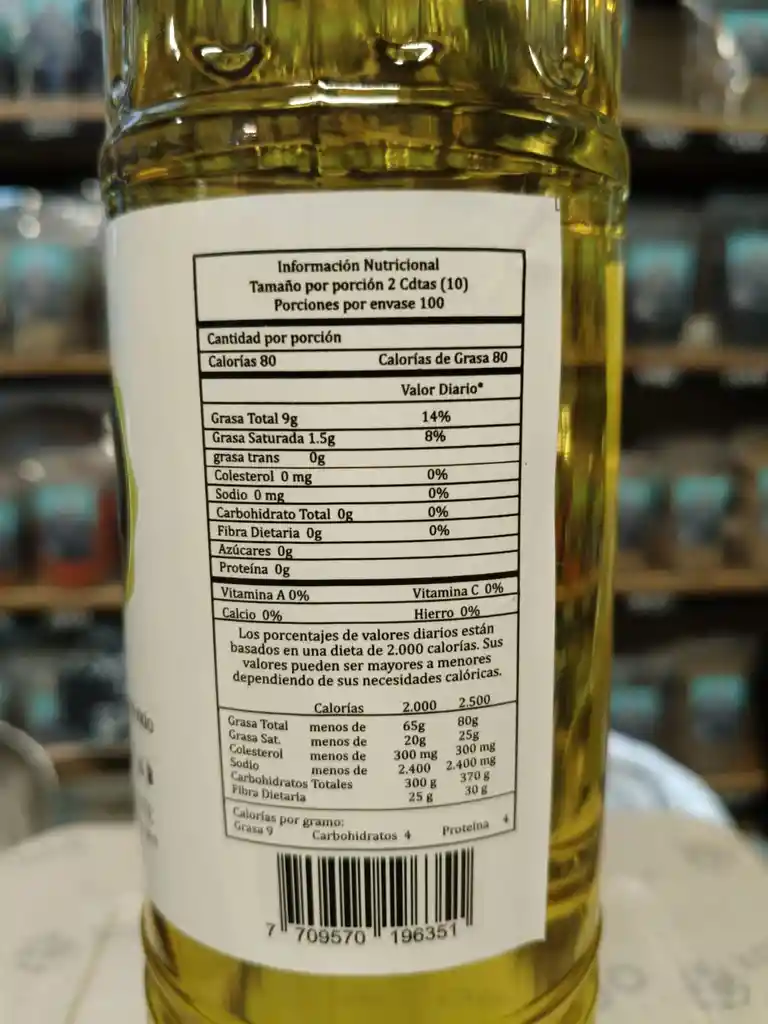 Información Nutricional
Tamaño por porción 2 Cdtas (10)
Porciones por envase 100
Cantidad por porción
Calorías 80 Calorías de Grasa 80
Valor Diario*
Grasa Total 9g 14%
Grasa Saturada 1.5g 8%
grasa trans 0g
Colesterol 0 mg 0%
Sodio 0 mg 0%
Carbohidrato Total 0g 0%
Fibra Dietaria 0g 0%
Azúcares 0g
Proteína 0g
Vitamina A 0% Vitamina C 0%
Calcio 0% Hierro 0%
Los porcentajes de valores diarios están
basados en una dieta de 2.000 calorías. Sus
valores pueden ser mayores a menores
dependiendo de sus necesidades calóricas.
Calorías 2.000 2.500
Grasa Total menos de 65g 80g
Grasa Sat. menos de 20g 25g
Colesterol menos de 300 mg 300 mg
Sodio menos de 2.400 2.400 mg
Carbohidratos Totales 300 g 370 g
Fibra Dietaria 25 g 30 g
Calorías por gramo:
Grasa 9 Carbohidratos 4 Proteína 4
7 709570 196351